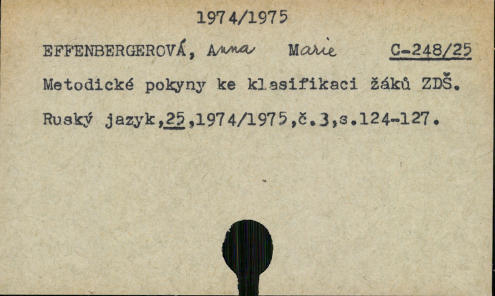 1974/1975
EFFENBERGEROVÁ, Anna Marie C-248/25
Metodické pokyny ke klasifikaci žáků ZDŠ.
Ruský jazyk,25,1974/1975,č.3,s.124-127.